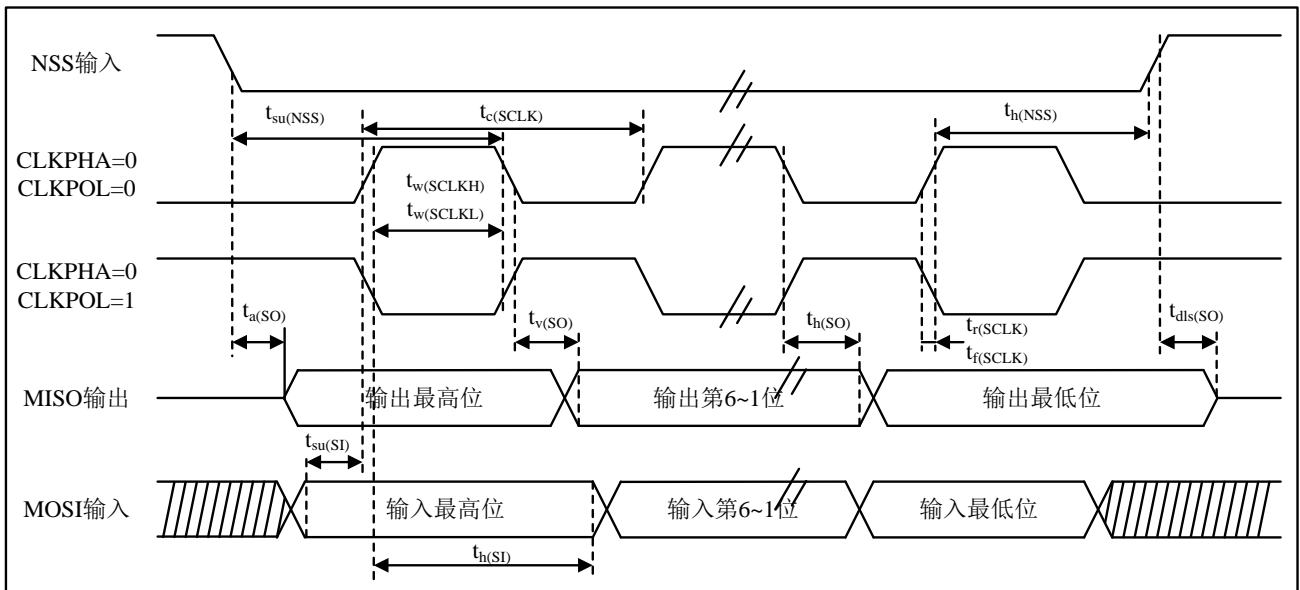 NSS输入
tsu(NSS)
tc(SCLK)
th(NSS)
CLKPHA=0
CLKPOL=0
tw(SCLKH)
tw(SCLKL)
CLKPHA=0
CLKPOL=1
ta(SO)
tv(SO)
th(SO)
tr(SCLK)
tf(SCLK)
tdls(SO)
MISO输出
输出最高位
输出第6~1位
输出最低位
tsu(SI)
MOSI输入
输入最高位
输入第6~1位
输入最低位
th(SI)